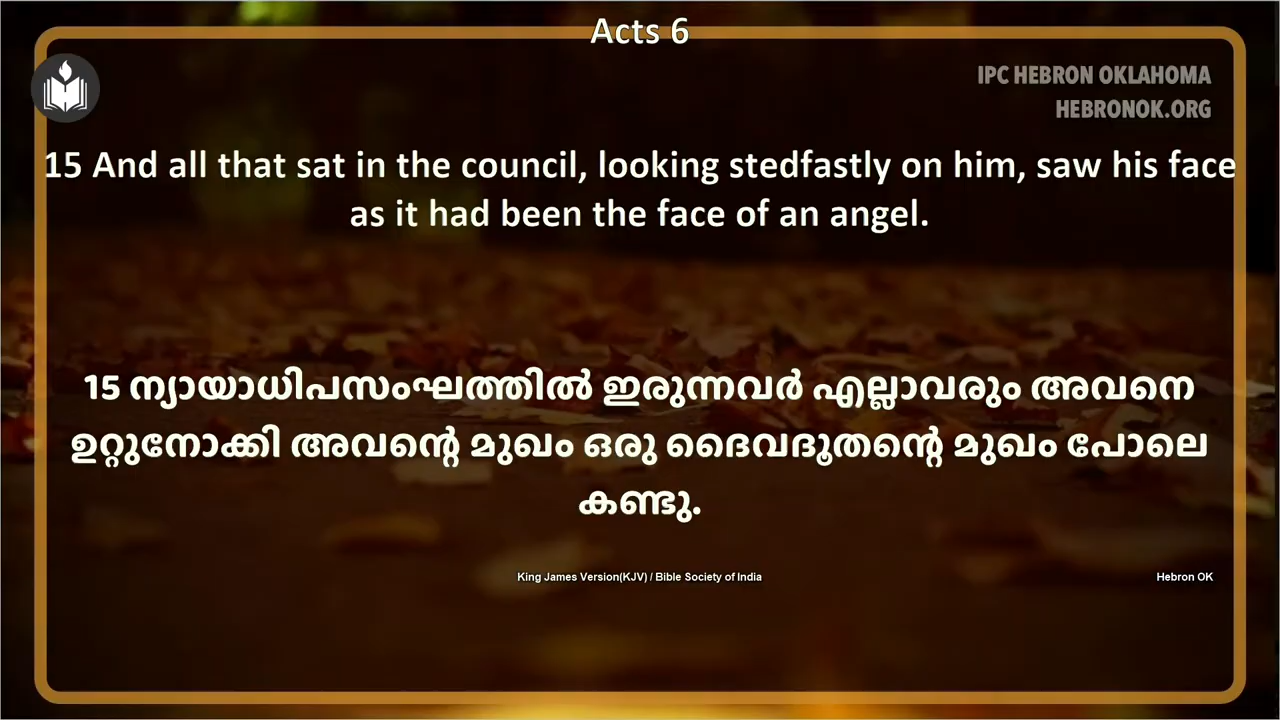 Acts 6
IPC HEBRON OKLAHOMA
HEBRONOK.ORG
15 And all that sat in the council, looking stedfastly on him, saw his face
as it had been the face of an angel.
15 ന്യായാധിപസംഘത്തിൽ ഇരുന്നവർ എല്ലാവരും അവനെ
ഉറ്റുനോക്കി അവന്റെ മുഖം ഒരു ദൈവദൂതന്റെ മുഖം പോലെ
കണ്ടു.
King James Version(KJV) / Bible Society of India
Hebron OK